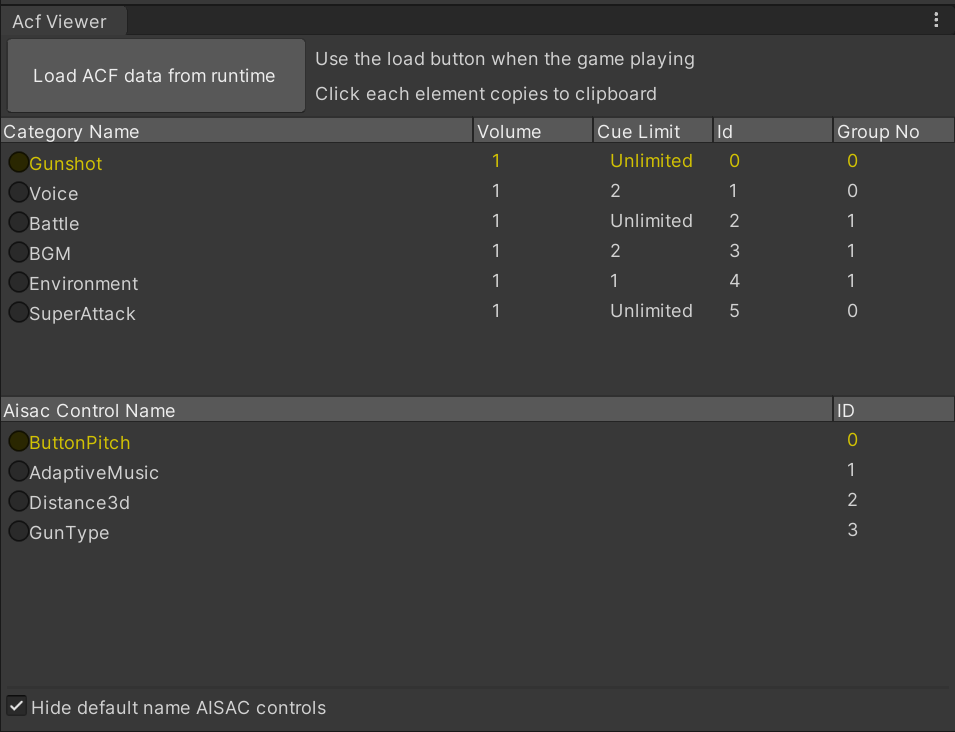 Acf Viewer
Load ACF data from runtime
Use the load button when the game playing
Click each element copies to clipboard
Category Name Volume Cue Limit Id Group No
Gunshot 1 Unlimited 0 0
Voice 1 2 1 0
Battle 1 Unlimited 2 1
BGM 1 2 3 1
Environment 1 1 4 1
SuperAttack 1 Unlimited 5 0
Aisac Control Name ID
ButtonPitch 0
AdaptiveMusic 1
Distance3d 2
GunType 3
Hide default name AISAC controls